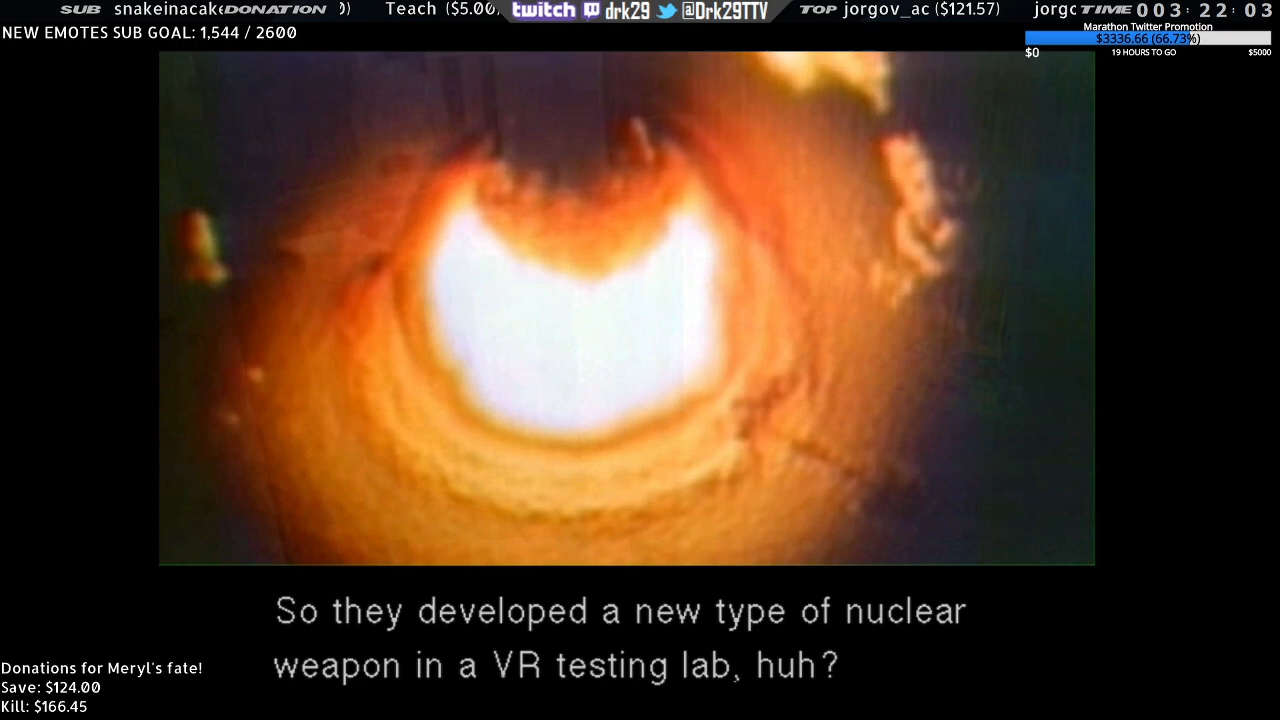 SUB snakeinacake DONATION 0) Teach ($5.00) twitch drk29 @Drk29TTV TOP jorgov_ac ($121.57) jorgo TIME 003:22:03
NEW EMOTES SUB GOAL: 1,544 / 2600
Marathon Twitter Promotion
$3336.66 (66.73%)
$0 19 HOURS TO GO $5000
So they developed a new type of nuclear
weapon in a VR testing lab, huh?
Donations for Meryl's fate!
Save: $124.00
Kill: $166.45